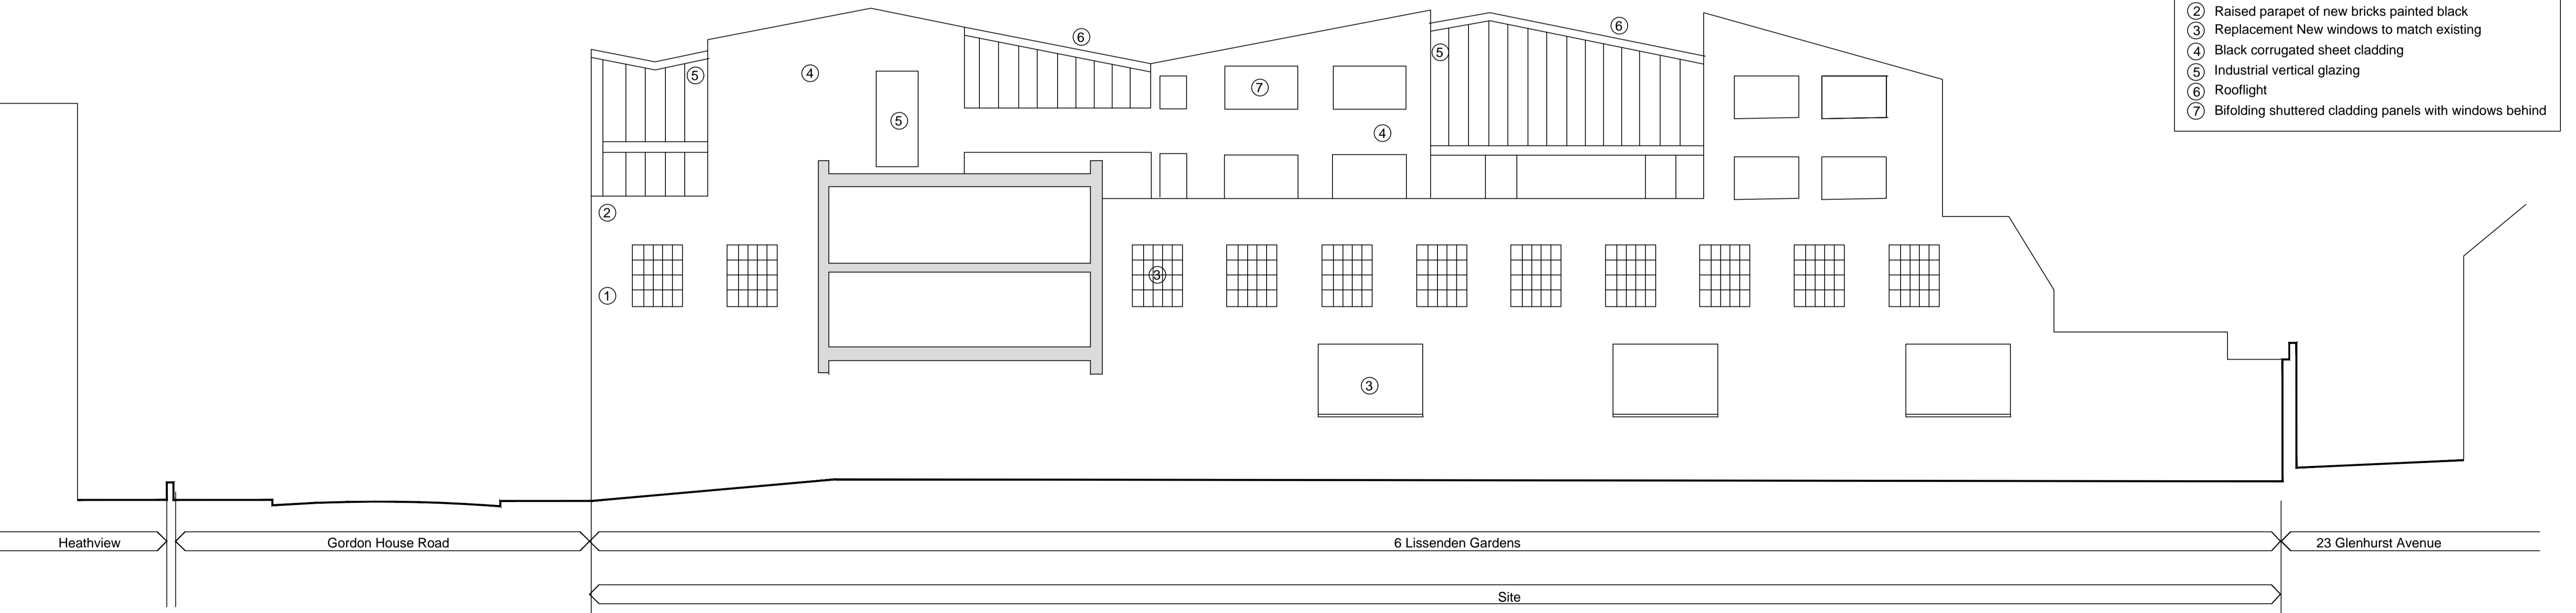 ② Raised parapet of new bricks painted black
③ Replacement New windows to match existing
④ Black corrugated sheet cladding
⑤ Industrial vertical glazing
⑥ Rooflight
⑦ Bifolding shuttered cladding panels with windows behind
⑥
⑥
⑤
⑤
④
⑦
⑤
④
②
③
①
③
Heathview
Gordon House Road
6 Lissenden Gardens
23 Glenhurst Avenue
Site